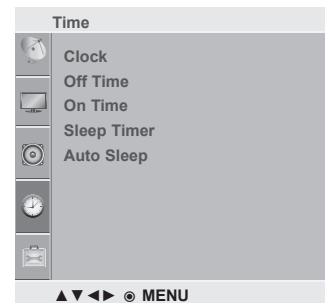 Time
Clock
Off Time
On Time
Sleep Timer
Auto Sleep
▲▼◄► ◉ MENU